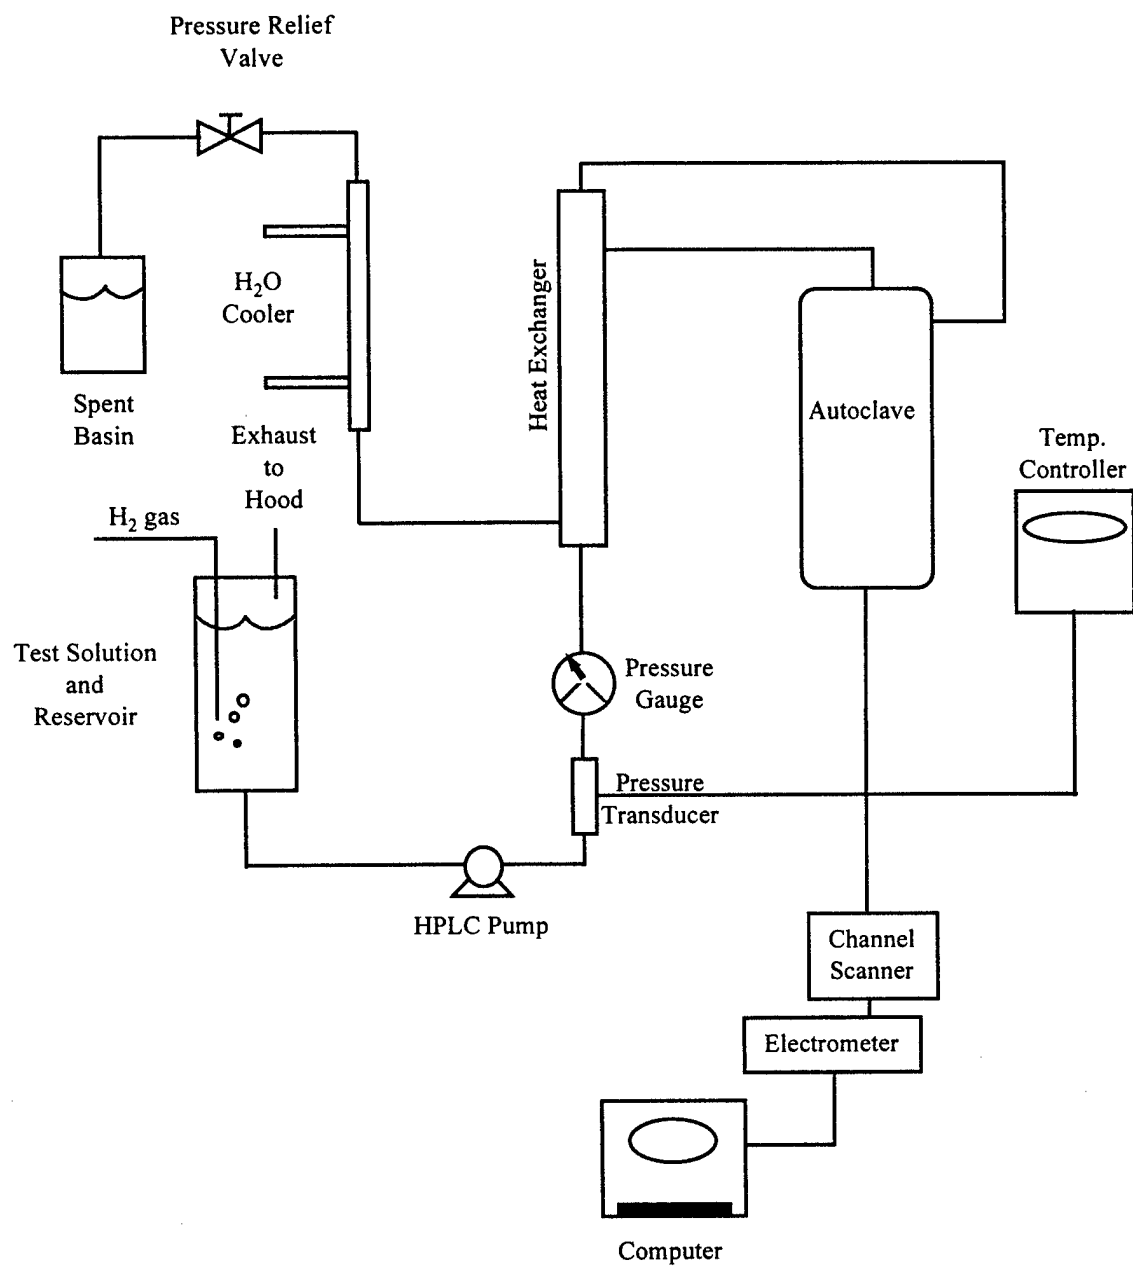 Pressure Relief
Valve
H₂O
Cooler
Heat Exchanger
Autoclave
Spent
Basin
Exhaust
to
Hood
Temp.
Controller
H₂ gas
Test Solution
and
Reservoir
Pressure
Gauge
Pressure
Transducer
HPLC Pump
Channel
Scanner
Electrometer
Computer